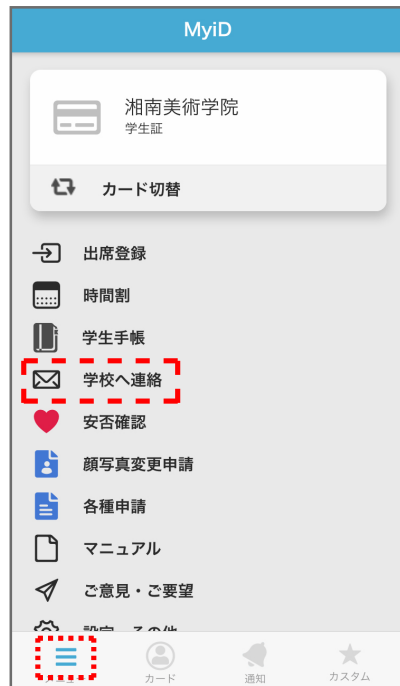 MyiD
湘南美術学院
学生証
カード切替
出席登録
時間割
学生手帳
学校へ連絡
安否確認
顔写真変更申請
各種申請
マニュアル
ご意見・ご要望
カード
通知
カスタム